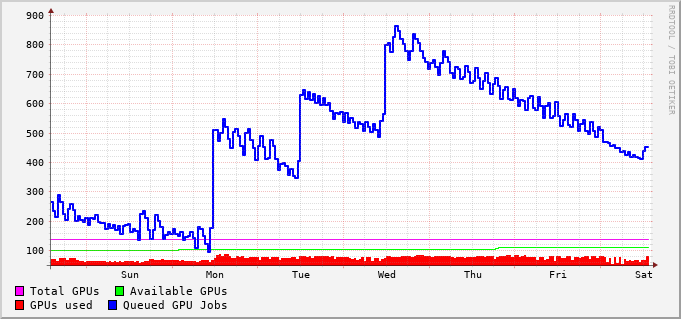 900
800
700
600
500
400
300
200
100
Sun Mon Tue Wed Thu Fri Sat
Total GPUs Available GPUs
GPUs used Queued GPU Jobs
RRDTOOL / TOBI OETIKER